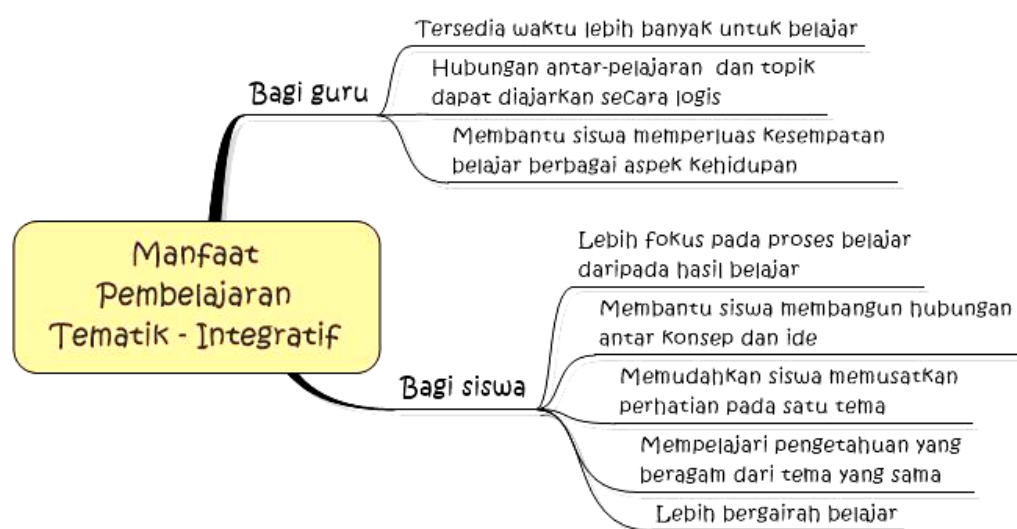 Manfaat
Pembelajaran
Tematik - Integratif
Bagi guru
Tersedia waktu lebih banyak untuk belajar
Hubungan antar-pelajaran dan topik
dapat diajarkan secara logis
Membantu siswa memperluas kesempatan
belajar berbagai aspek kehidupan
Bagi siswa
Lebih fokus pada proses belajar
daripada hasil belajar
Membantu siswa membangun hubungan
antar konsep dan ide
Memudahkan siswa memusatkan
perhatian pada satu tema
Mempelajari pengetahuan yang
beragam dari tema yang sama
Lebih bergairah belajar